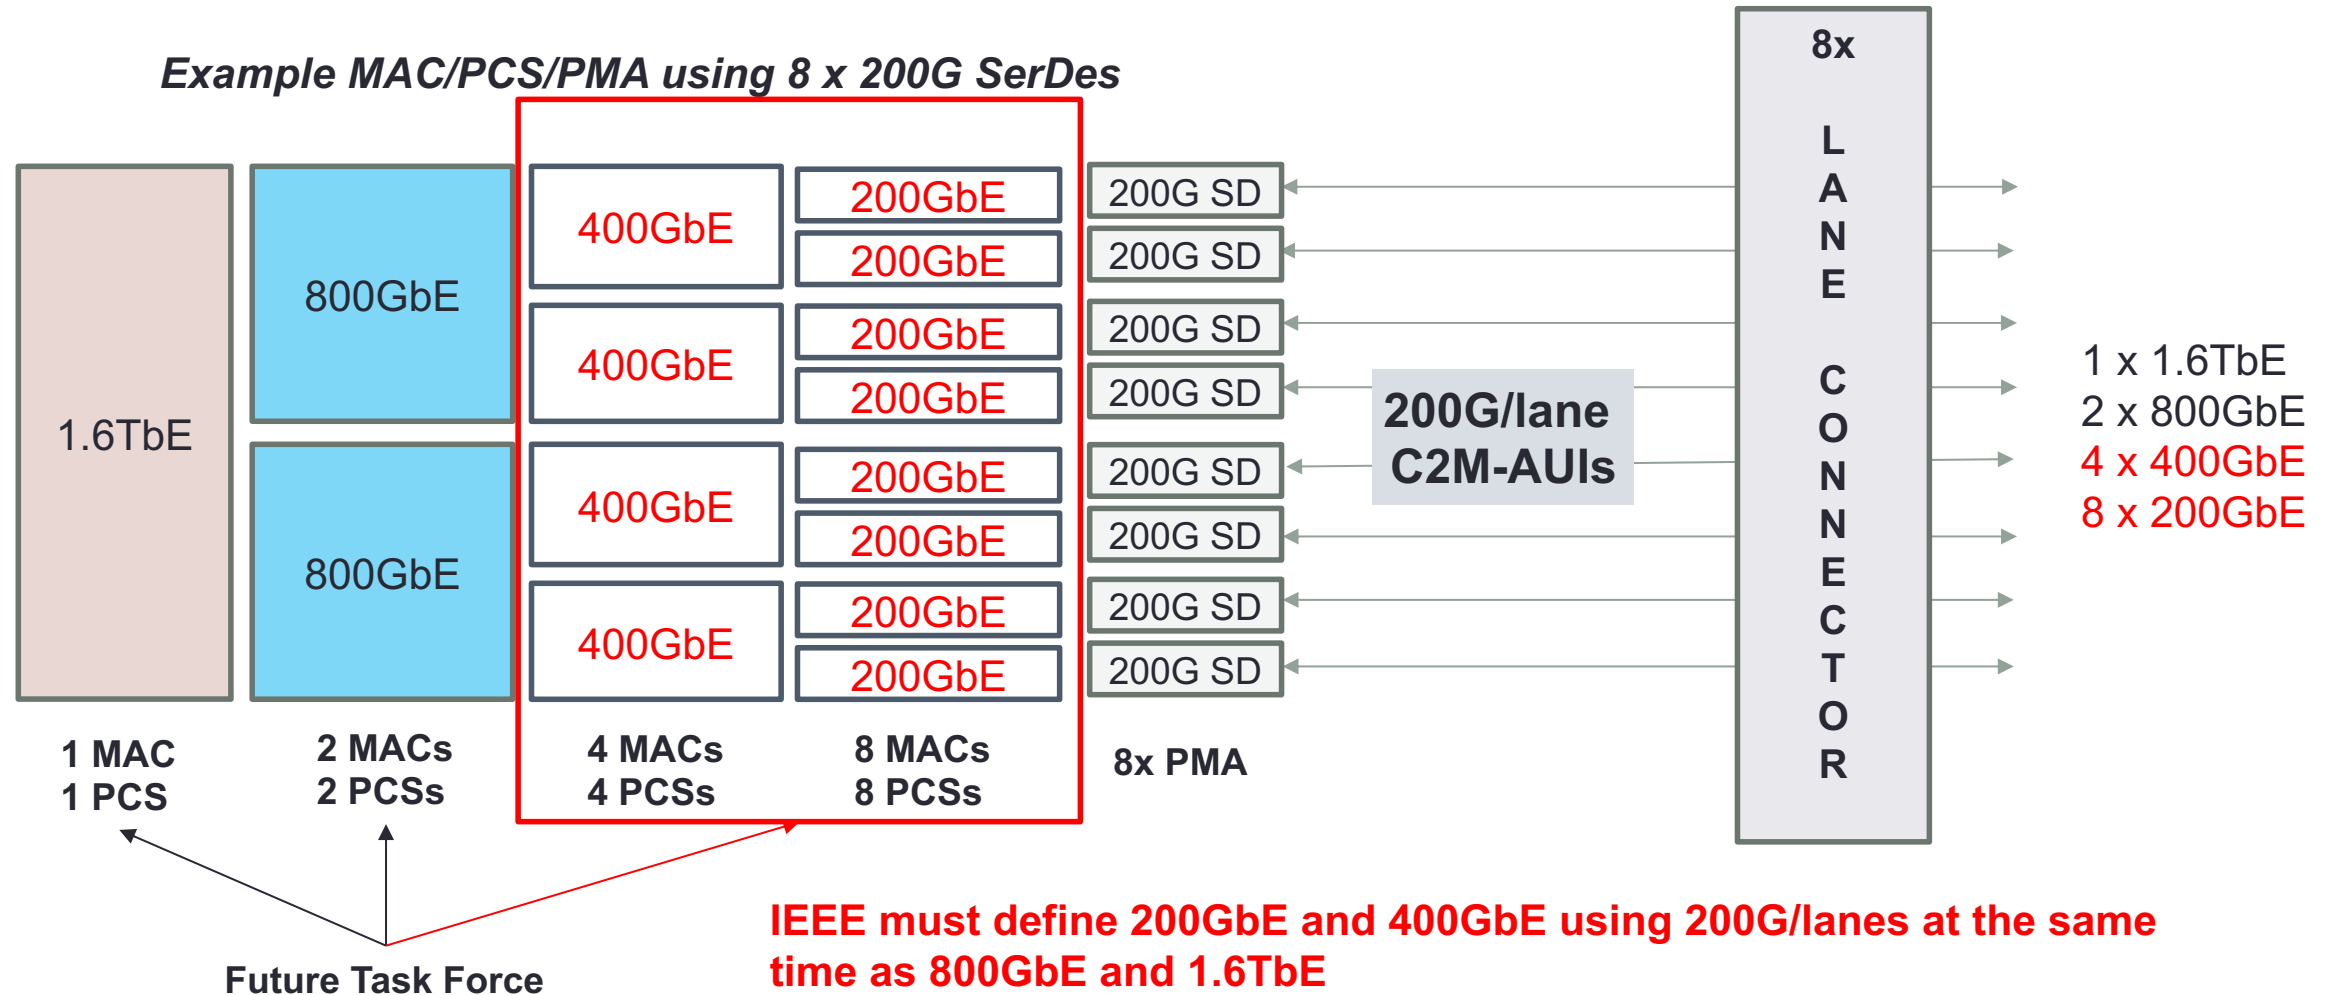 Example MAC/PCS/PMA using 8 x 200G SerDes
1.6TbE
800GbE
800GbE
400GbE
400GbE
400GbE
400GbE
200GbE
200GbE
200GbE
200GbE
200GbE
200GbE
200GbE
200GbE
200G SD
200G SD
200G SD
200G SD
200G SD
200G SD
200G SD
200G SD
1 MAC
1 PCS
2 MACs
2 PCSs
4 MACs
4 PCSs
8 MACs
8 PCSs
8x PMA
200G/lane
C2M-AUIs
8x
L
A
N
E
C
O
N
N
E
C
T
O
R
1 x 1.6TbE
2 x 800GbE
4 x 400GbE
8 x 200GbE
Future Task Force
IEEE must define 200GbE and 400GbE using 200G/lanes at the same
time as 800GbE and 1.6TbE